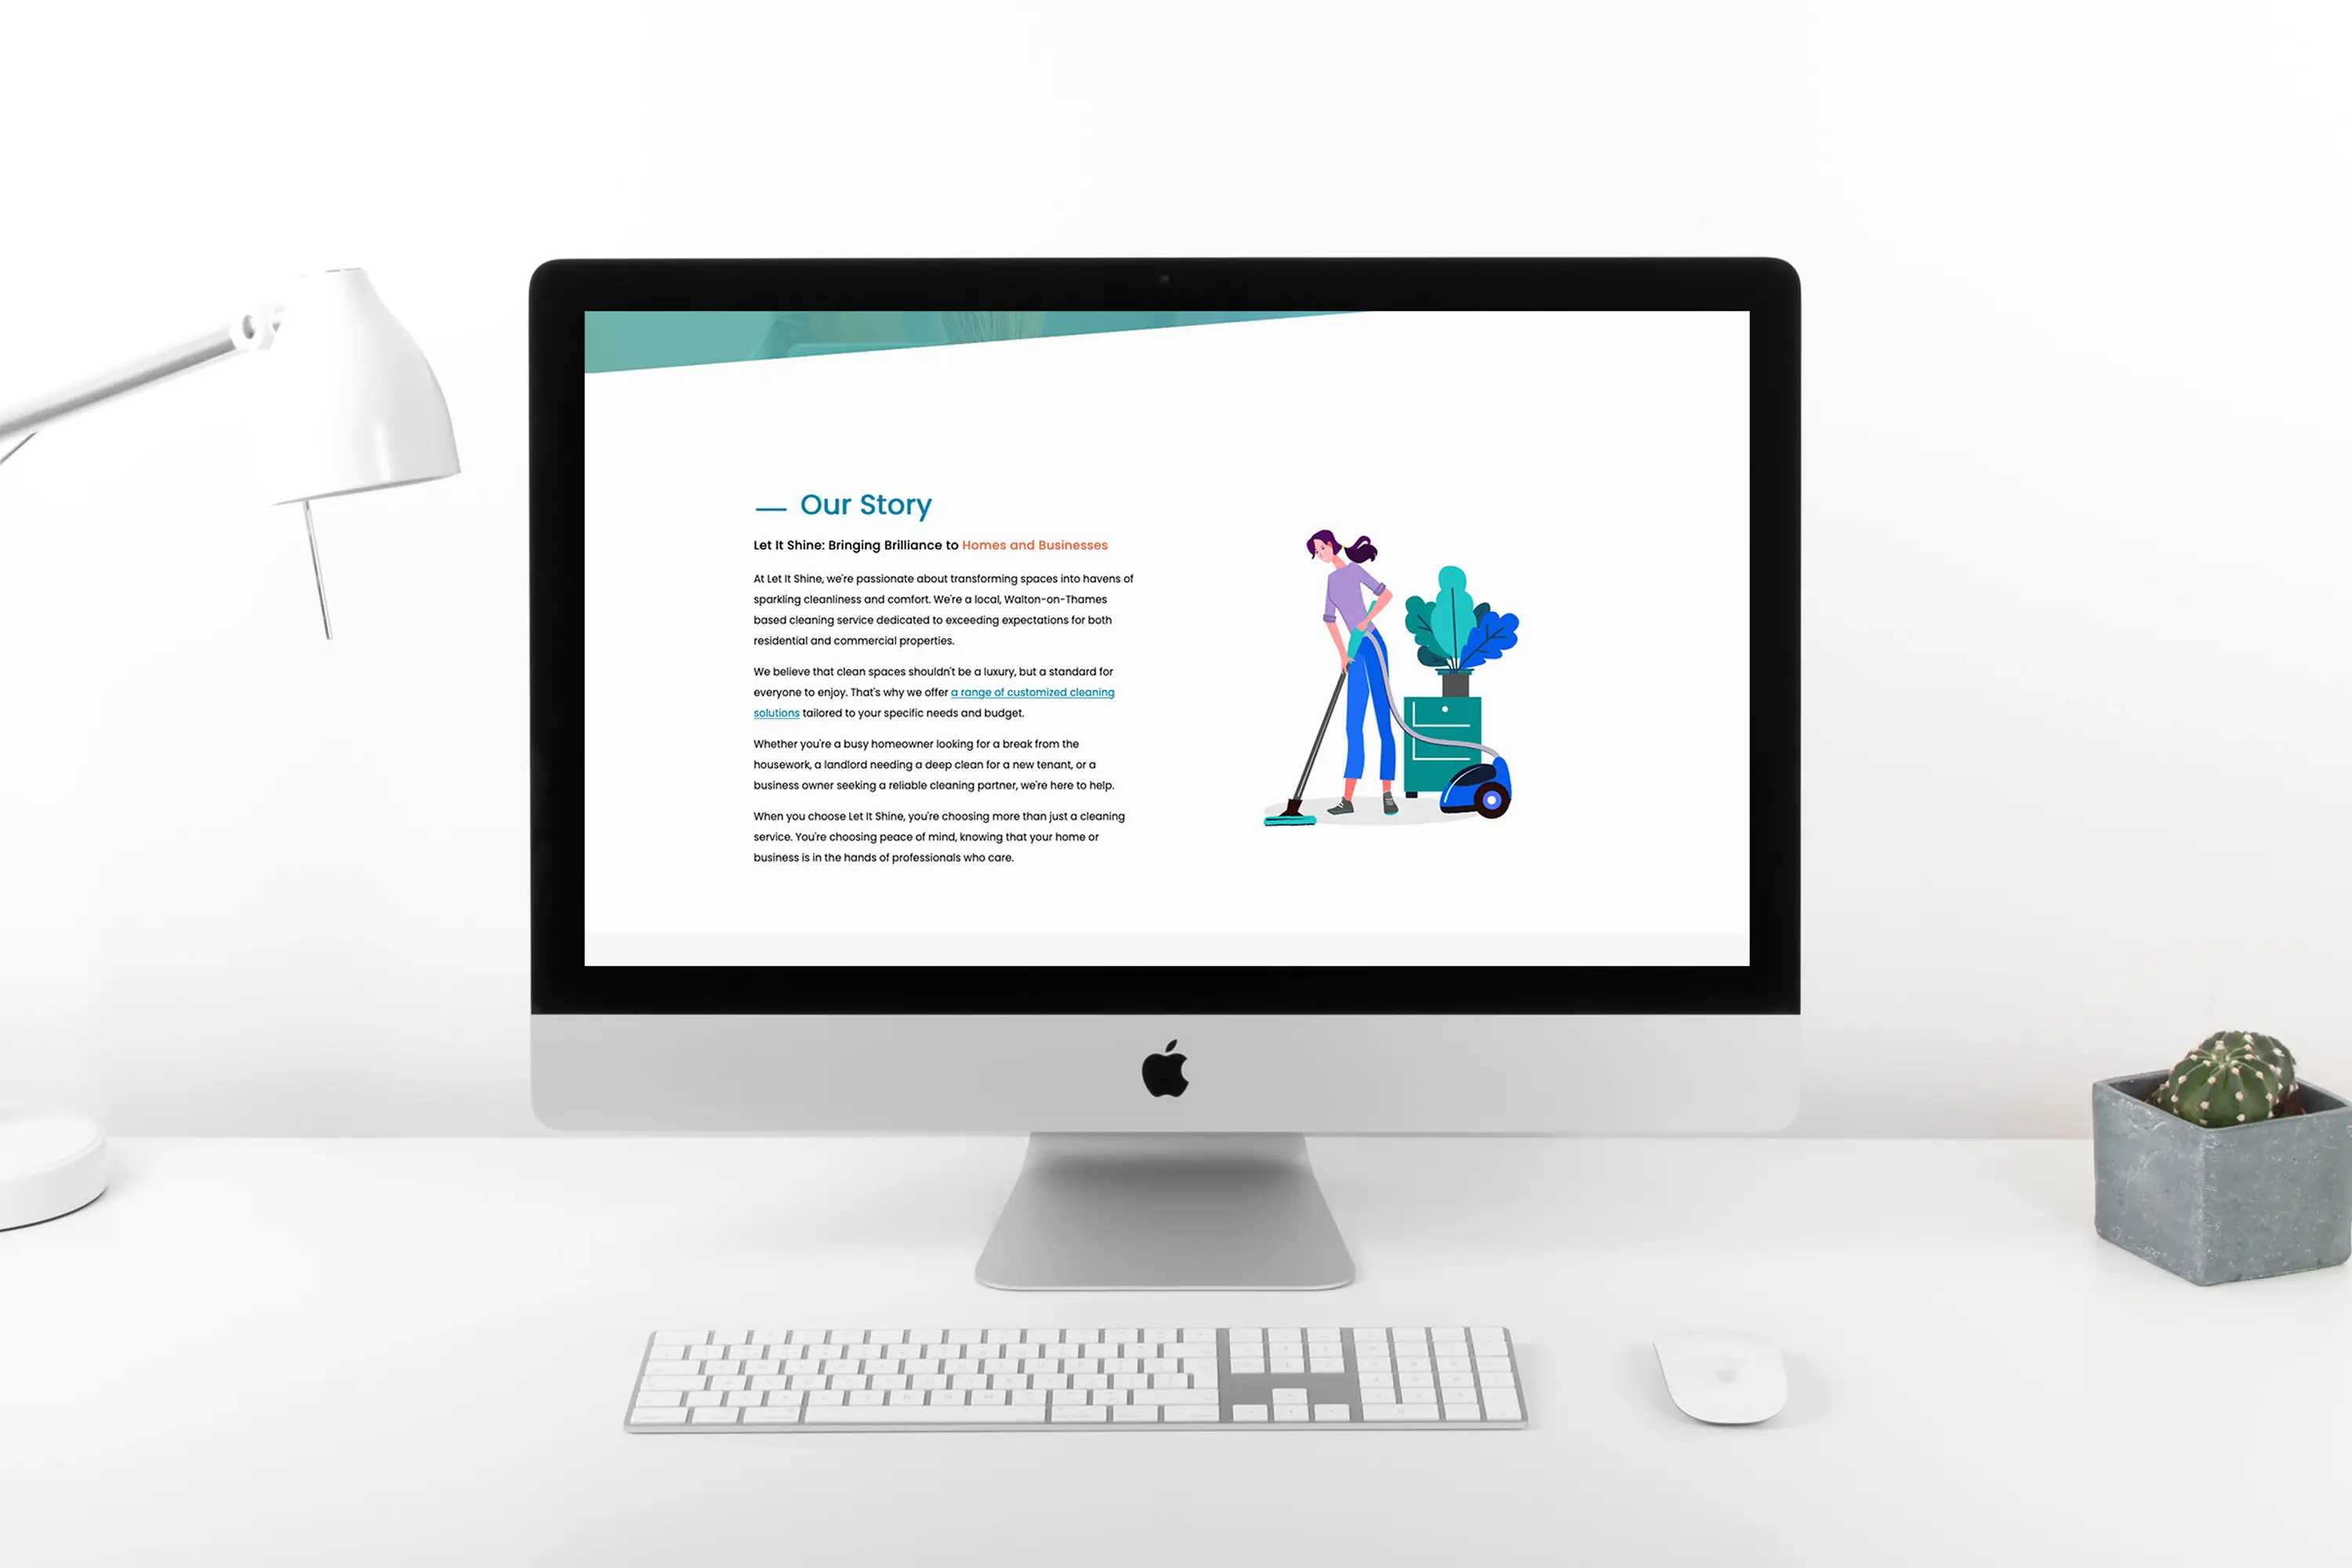 Our Story
Let It Shine: Bringing Brilliance to Homes and Businesses
At Let It Shine, we're passionate about transforming spaces into havens of
sparkling cleanliness and comfort. We're a local, Walton-on-Thames
based cleaning service dedicated to exceeding expectations for both
residential and commercial properties.
We believe that clean spaces shouldn't be a luxury, but a standard for
everyone to enjoy. That's why we offer a range of customized cleaning
solutions tailored to your specific needs and budget.
Whether you're a busy homeowner looking for a break from the
housework, a landlord needing a deep clean for a new tenant, or a
business owner seeking a reliable cleaning partner, we're here to help.
When you choose Let It Shine, you're choosing more than just a cleaning
service. You're choosing peace of mind, knowing that your home or
business is in the hands of professionals who care.